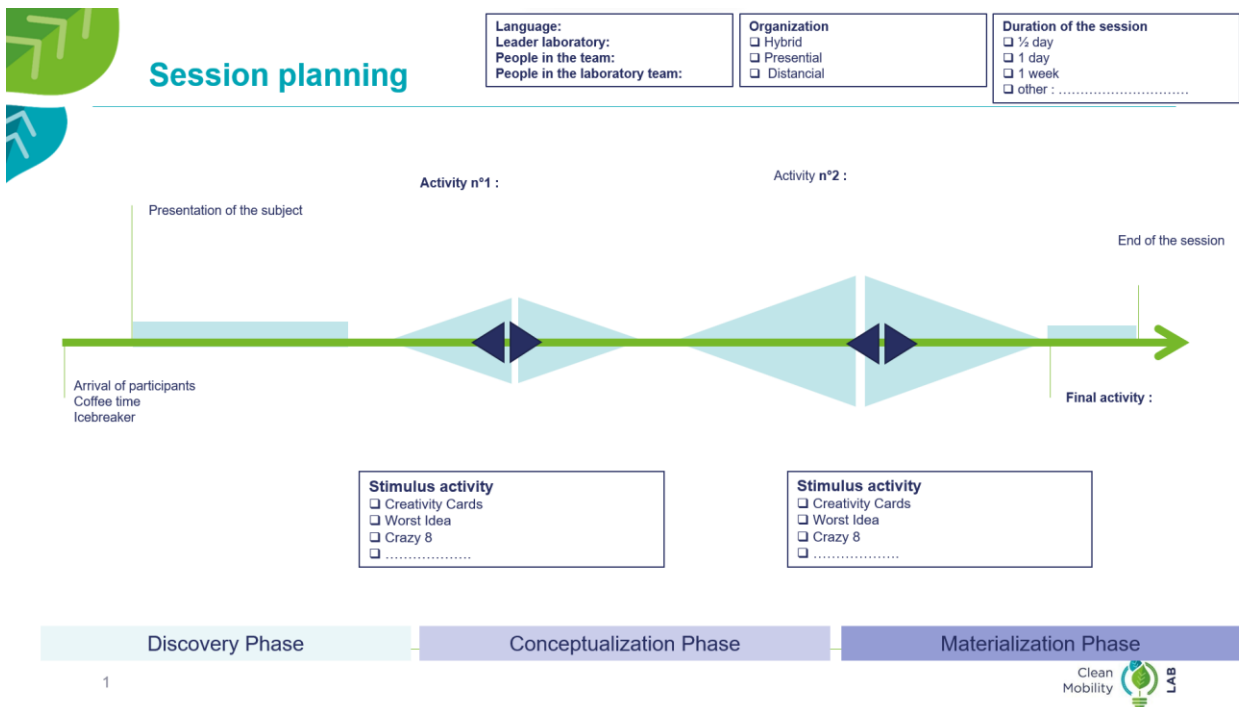 Session planning
Language:
Leader laboratory:
People in the team:
People in the laboratory team:
Organization
❑ Hybrid
❑ Presential
❑ Distancial
Duration of the session
❑ ½ day
❑ 1 day
❑ 1 week
❑ other : …………………………
Activity n°1 :
Activity n°2 :
Presentation of the subject
End of the session
Arrival of participants
Coffee time
Icebreaker
Final activity :
Stimulus activity
❑ Creativity Cards
❑ Worst Idea
❑ Crazy 8
❑ ……………….
Stimulus activity
❑ Creativity Cards
❑ Worst Idea
❑ Crazy 8
❑ ……………….
Discovery Phase
Conceptualization Phase
Materialization Phase
1
Clean
Mobility
LAB